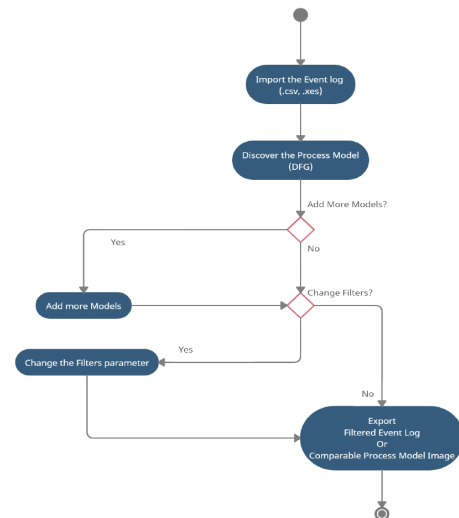 Import the Event log
(.csv, .xes)
Discover the Process Model
(DFG)
Add More Models?
Yes
No
Change Filters?
Add more Models
Yes
Change the Filters parameter
No
Export
Filtered Event Log
Or
Comparable Process Model Image